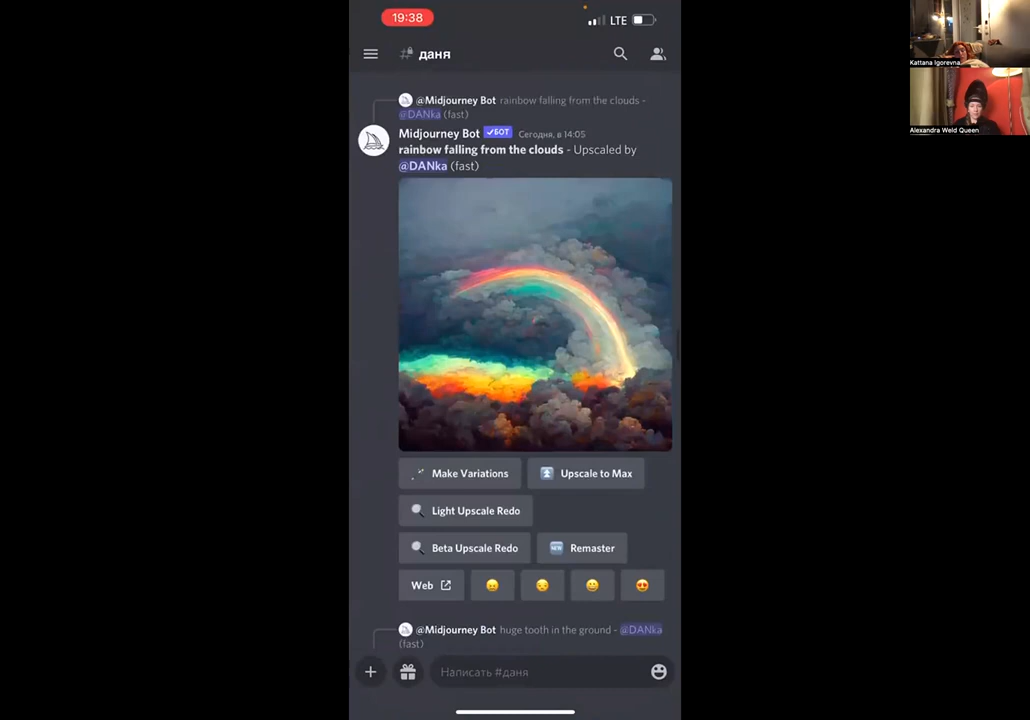 19:38
LTE
даня
@Midjourney Bot rainbow falling from the clouds -
@DANka (fast)
Midjourney Bot БОТ Сегодня, в 14:05
rainbow falling from the clouds - Upscaled by
@DANka (fast)
Make Variations
Upscale to Max
Light Upscale Redo
Beta Upscale Redo
NEW
Remaster
Web
@Midjourney Bot huge tooth in the ground - @DANka
(fast)
Написать #даня
Kattana Igorevna
Alexandra Weld Queen